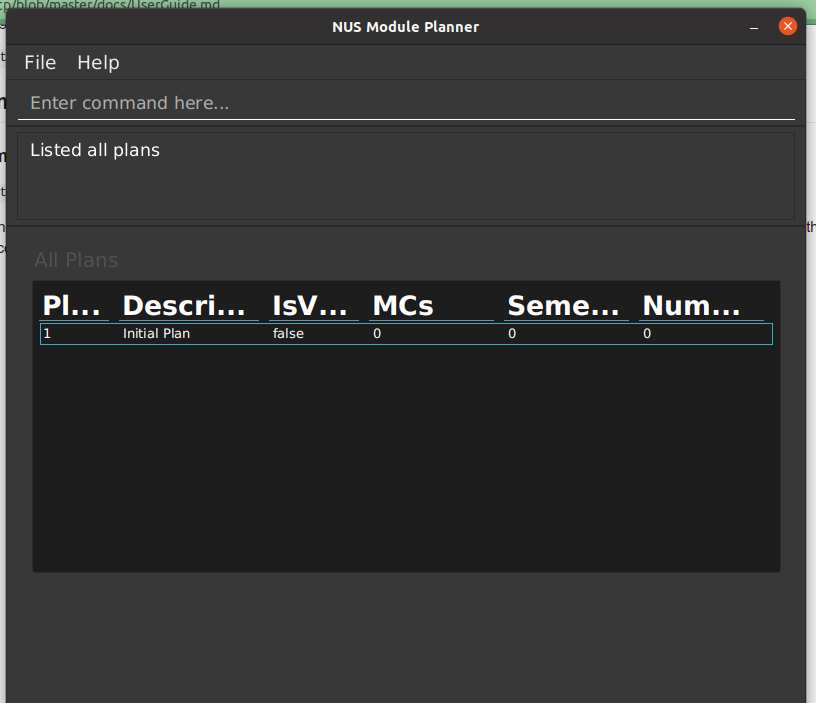 cp/blob/master/docs/UserGuide.md
NUS Module Planner
File Help
Enter command here...
Listed all plans
All Plans
Pl... Descri... IsV... MCs Seme... Num...
1 Initial Plan false 0 0 0